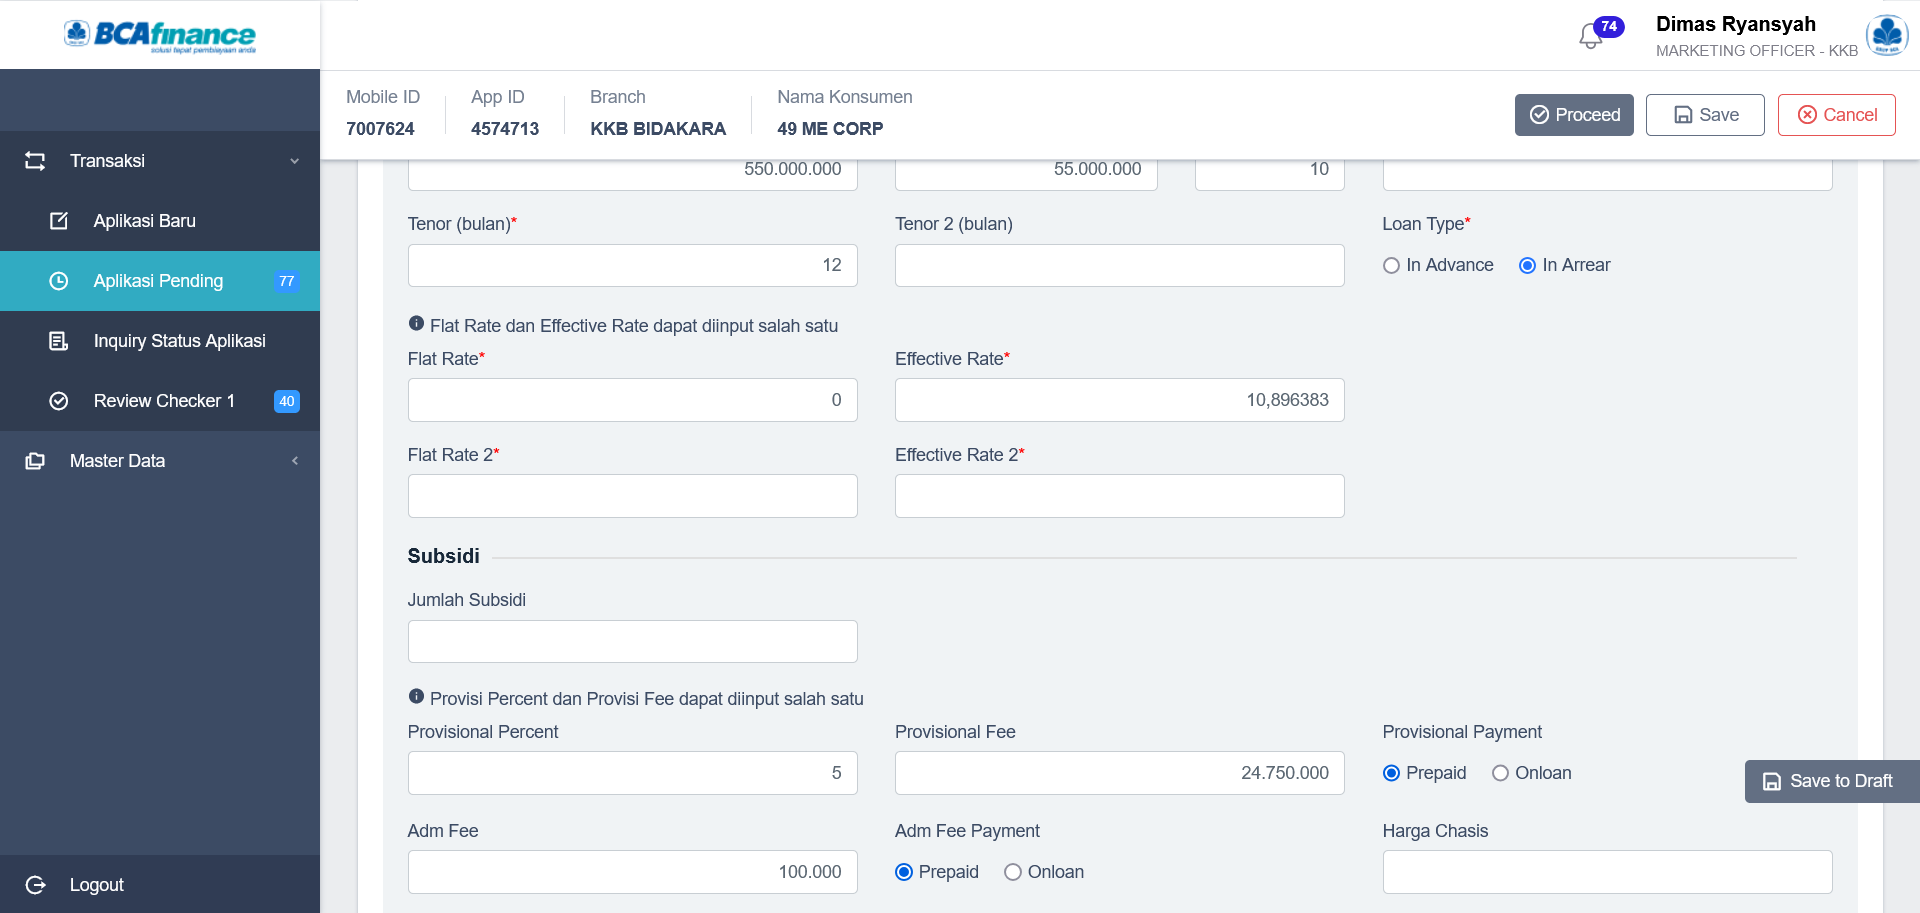 BCAfinance
solusi tepat pembiayaan anda
74
Dimas Ryansyah
MARKETING OFFICER - KKB
Mobile ID
7007624
App ID
4574713
Branch
KKB BIDAKARA
Nama Konsumen
49 ME CORP
Proceed
Save
Cancel
Transaksi
Aplikasi Baru
Aplikasi Pending
77
Inquiry Status Aplikasi
Review Checker 1
40
Master Data
Logout
550.000.000
55.000.000
10
Tenor (bulan)*
Tenor 2 (bulan)
Loan Type*
12
In Advance
In Arrear
Flat Rate dan Effective Rate dapat diinput salah satu
Flat Rate*
Effective Rate*
0
10,896383
Flat Rate 2*
Effective Rate 2*
Subsidi
Jumlah Subsidi
Provisi Percent dan Provisi Fee dapat diinput salah satu
Provisional Percent
Provisional Fee
Provisional Payment
5
24.750.000
Prepaid
Onloan
Save to Draft
Adm Fee
Adm Fee Payment
Harga Chasis
100.000
Prepaid
Onloan